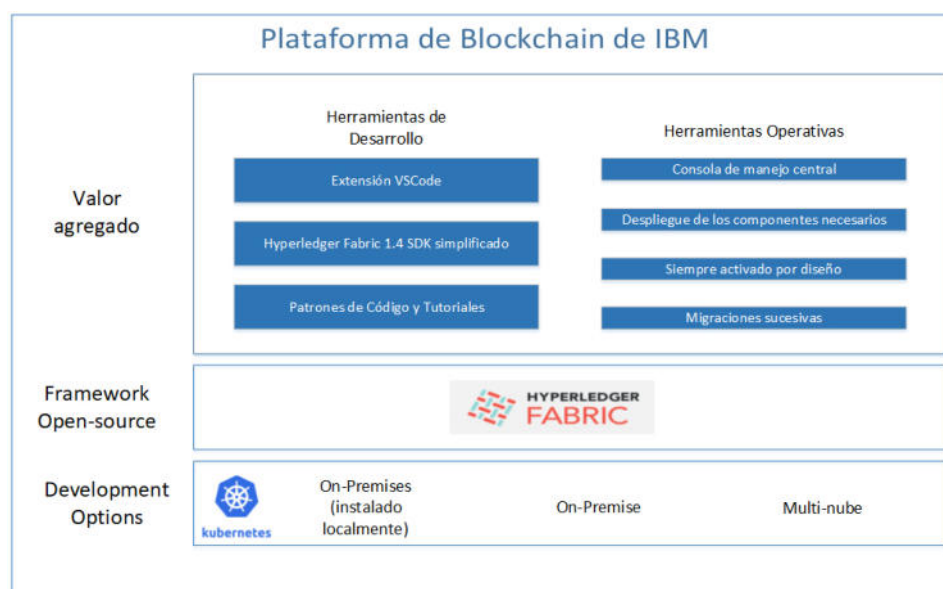 Plataforma de Blockchain de IBM
Valor
agregado
Herramientas de
Desarrollo
Extensión VSCode
Hyperledger Fabric 1.4 SDK simplificado
Patrones de Código y Tutoriales
Herramientas Operativas
Consola de manejo central
Despliegue de los componentes necesarios
Siempre activado por diseño
Migraciones sucesivas
Framework
Open-source
HYPERLEDGER
FABRIC
Development
Options
kubernetes
On-Premises
(instalado
localmente)
On-Premise
Multi-nube